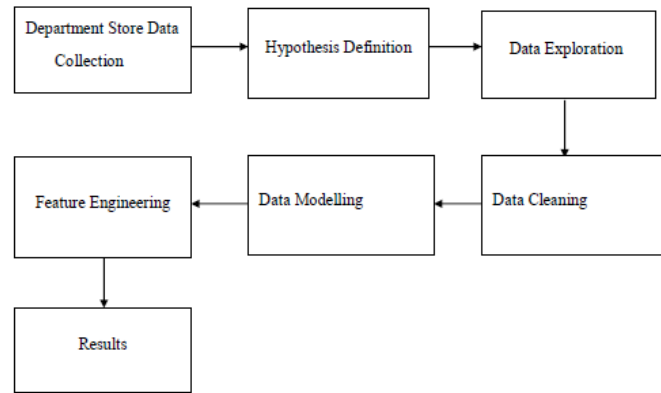 Department Store Data
Collection
Hypothesis Definition
Data Exploration
Data Cleaning
Data Modelling
Feature Engineering
Results